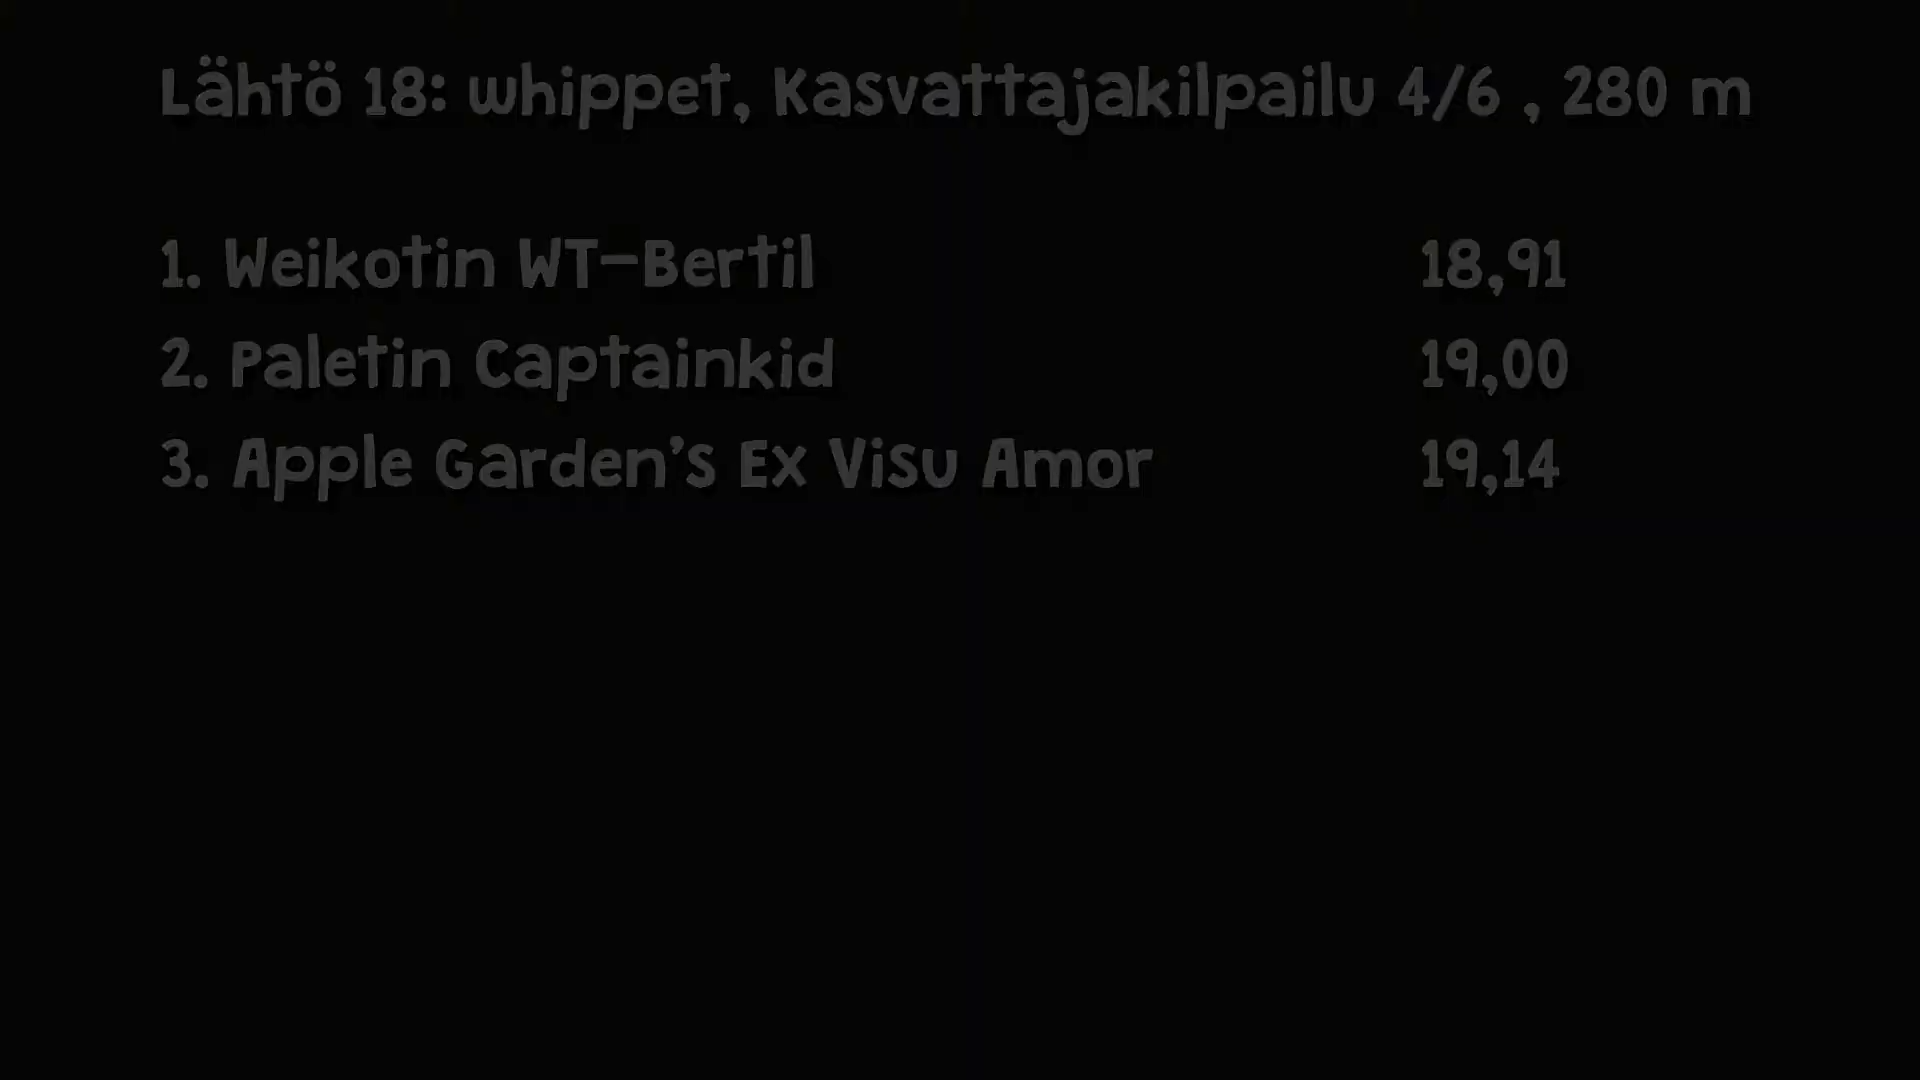 Lähtö 18: whippet, Kasvattajakilpailu 4/6 , 280 m
1. Weikotin WT-Bertil 18,91
2. Paletin Captainkid 19,00
3. Apple Garden's Ex Visu Amor 19,14